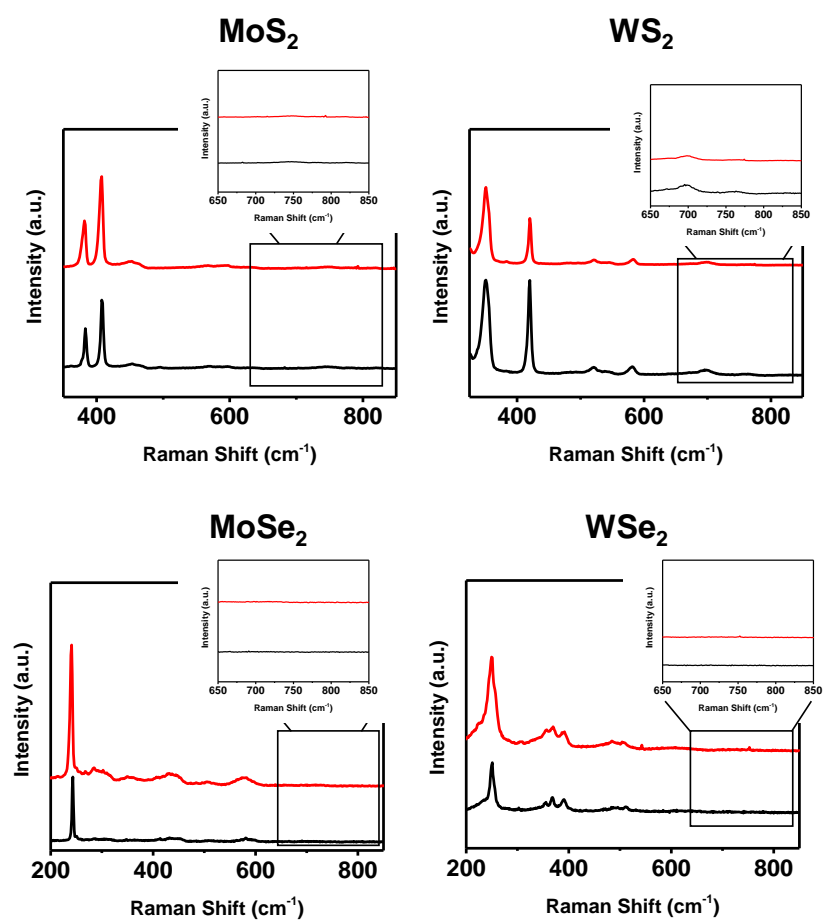 MoS₂
WS₂
Intensity (a.u.)
650 700 750 800 850
Raman Shift (cm⁻¹)
Intensity (a.u.)
400 600 800
Raman Shift (cm⁻¹)
Intensity (a.u.)
650 700 750 800 850
Raman Shift (cm⁻¹)
Intensity (a.u.)
400 600 800
Raman Shift (cm⁻¹)
MoSe₂
WSe₂
Intensity (a.u.)
650 700 750 800 850
Raman Shift (cm⁻¹)
Intensity (a.u.)
200 400 600 800
Raman Shift (cm⁻¹)
Intensity (a.u.)
650 700 750 800 850
Raman Shift (cm⁻¹)
Intensity (a.u.)
200 400 600 800
Raman Shift (cm⁻¹)